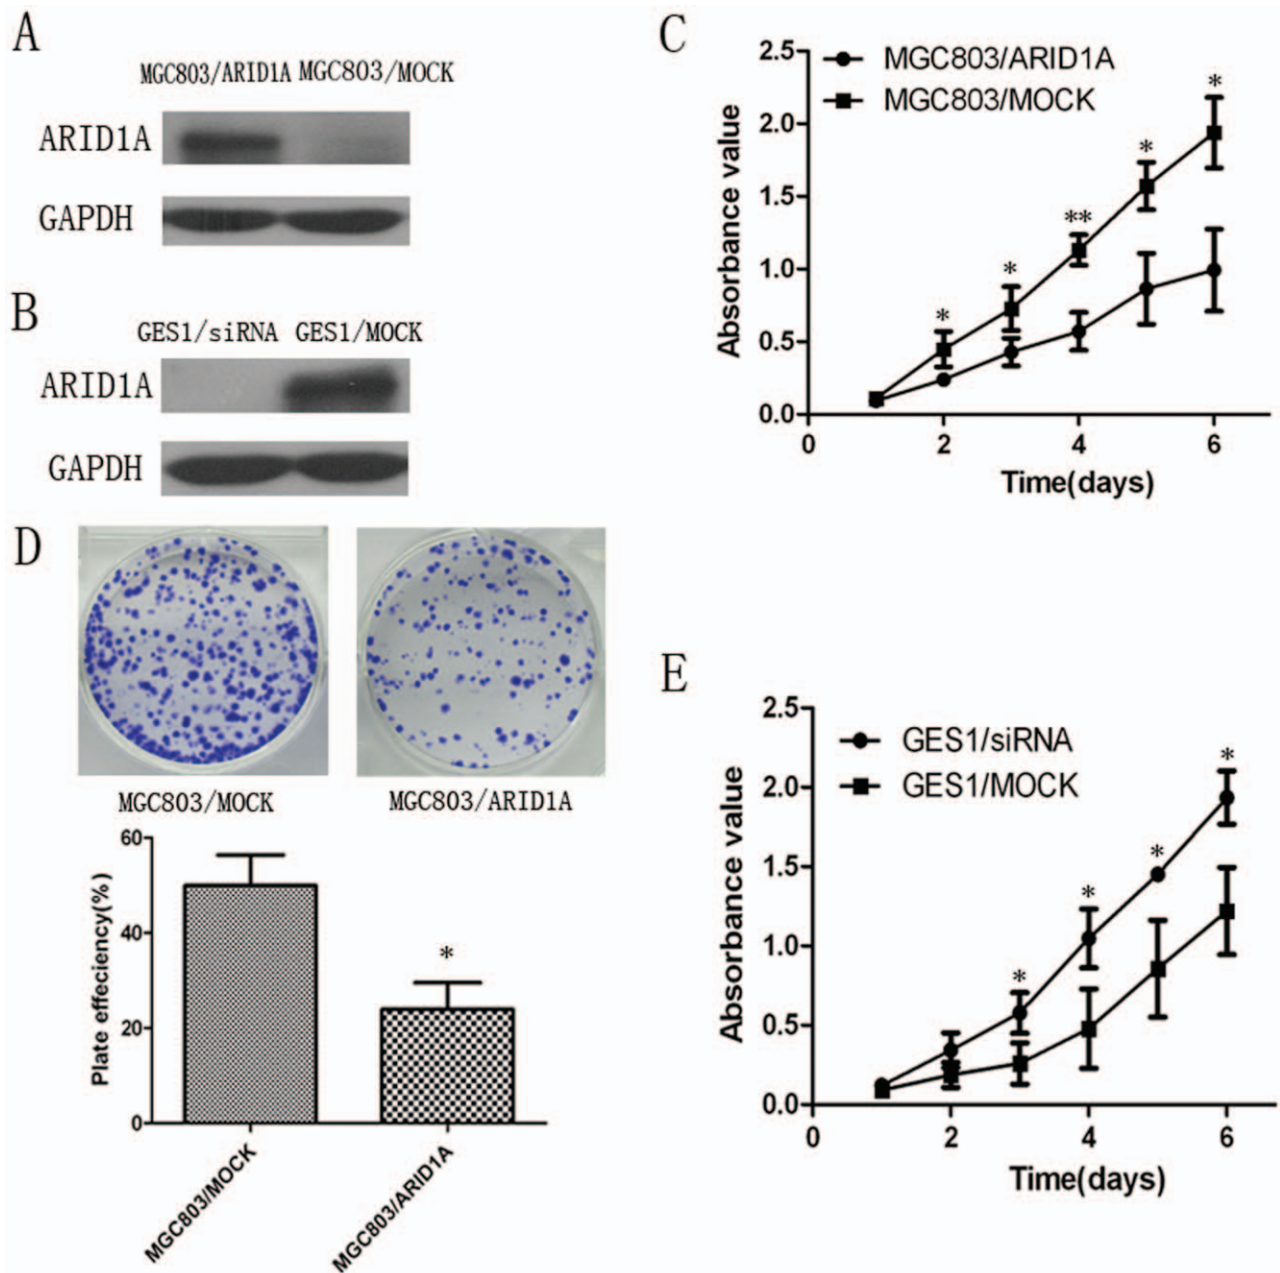 A
MGC803/ARID1A MGC803/MOCK
ARID1A
GAPDH
B
GES1/siRNA GES1/MOCK
ARID1A
GAPDH
C
MGC803/ARID1A
MGC803/MOCK
Absorbance value
2.5
2.0
1.5
1.0
0.5
0.0
*
*
**
*
*
0 2 4 6
Time(days)
D
MGC803/MOCK MGC803/ARID1A
Plate effeciency(%)
60
40
20
0
*
MGC803/MOCK
MGC803/ARID1A
E
GES1/siRNA
GES1/MOCK
Absorbance value
2.5
2.0
1.5
1.0
0.5
0.0
*
*
*
*
0 2 4 6
Time(days)